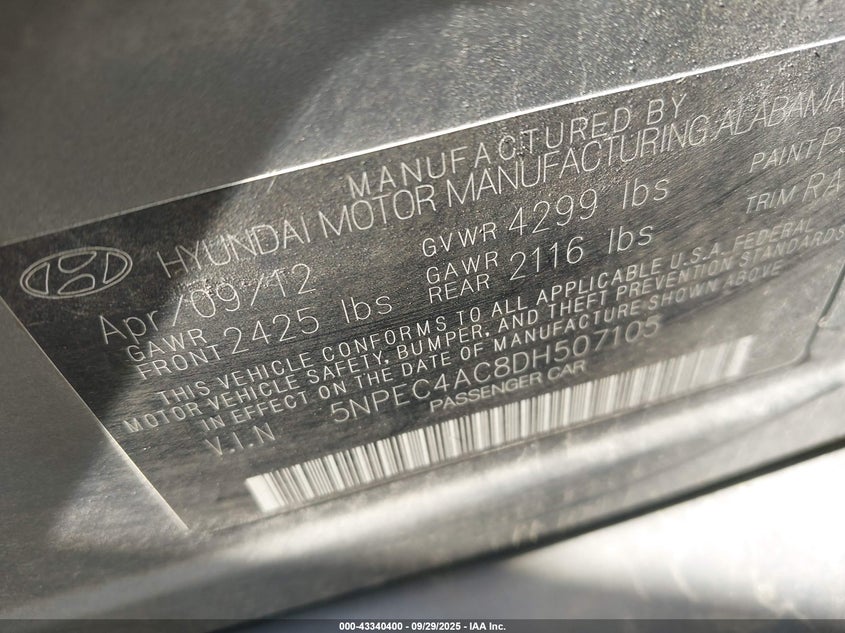 MANUFACTURED BY
HYUNDAI MOTOR MANUFACTURING ALABAMA
Apr/09/12 GVWR 4299 lbs PAINT
GAWR FRONT 2425 lbs GAWR REAR 2116 lbs TRIM RA
THIS VEHICLE CONFORMS TO ALL APPLICABLE U.S.A. FEDERAL
MOTOR VEHICLE SAFETY, BUMPER, AND THEFT PREVENTION STANDARDS
IN EFFECT ON THE DATE OF MANUFACTURE SHOWN ABOVE
V.I.N 5NPEC4AC8DH507105
PASSENGER CAR
000-43340400 - 09/29/2025 - IAA Inc.